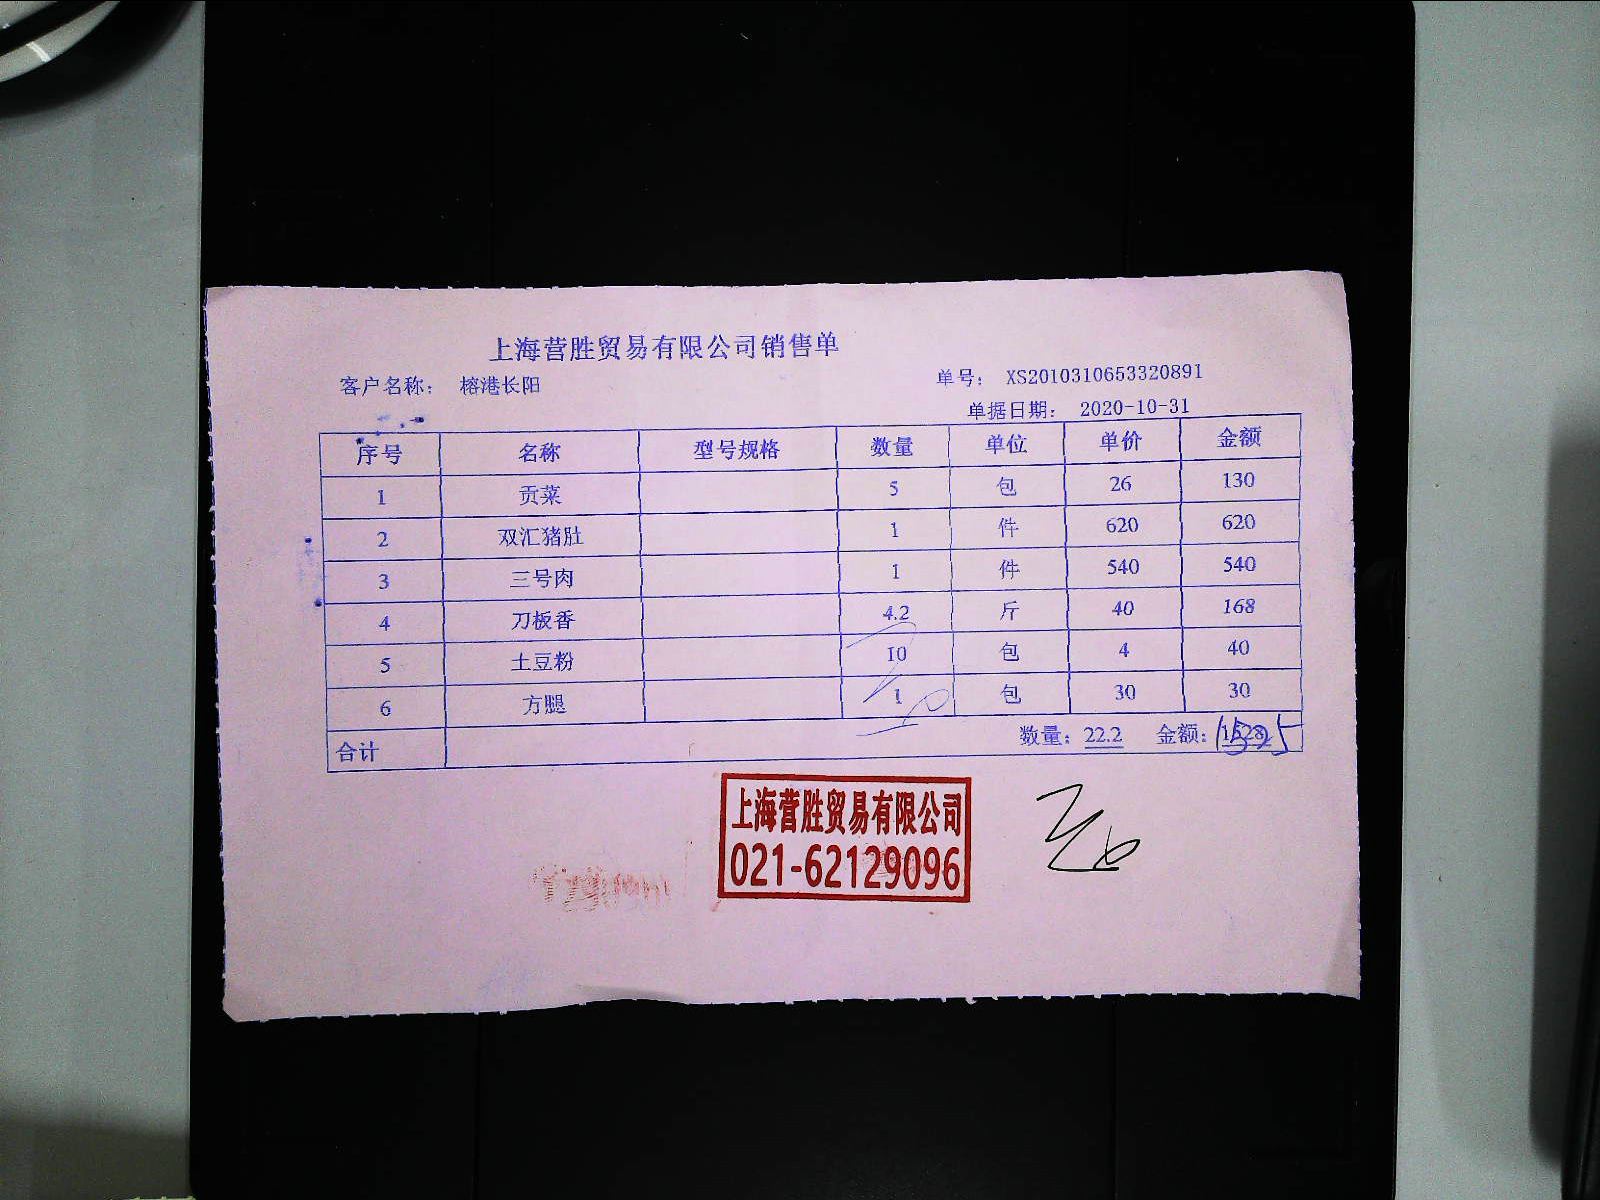 上海营胜贸易有限公司销售单
客户名称： 榕港长阳 单号： XS2010310653320891
单据日期： 2020-10-31
序号 名称 型号规格 数量 单位 单价 金额
1 贡菜 5 包 26 130
2 双汇猪肚 1 件 620 620
3 三号肉 1 件 540 540
4 刀板香 4.2 斤 40 168
5 土豆粉 10 包 4 40
6 方腿 1 包 30 30
合计 数量：22.2 金额：1528
上海营胜贸易有限公司
021-62129096